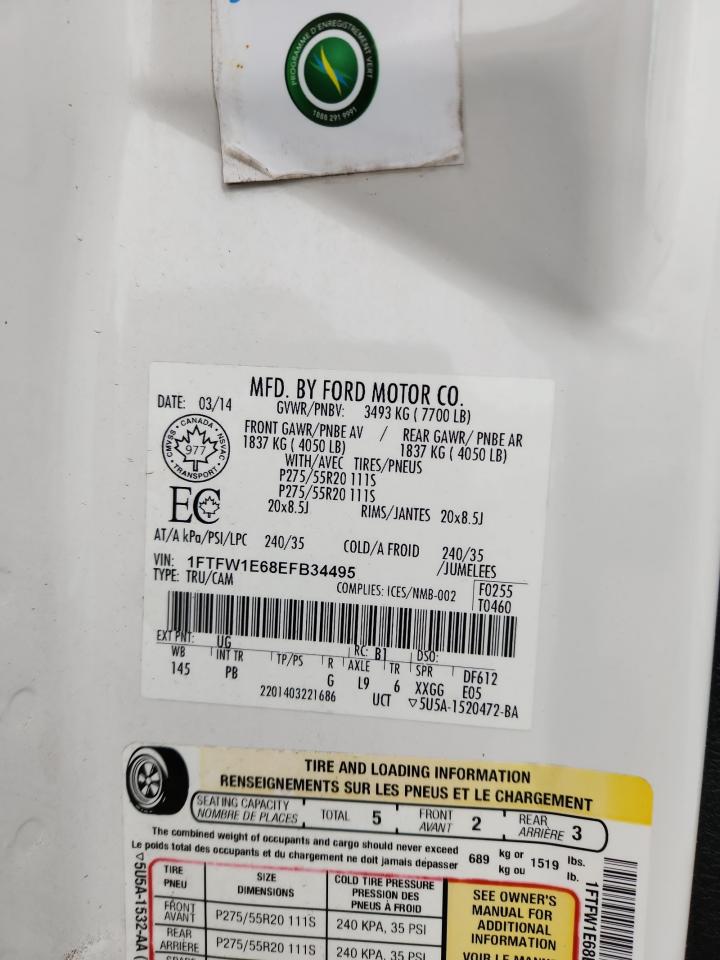 PROGRAMME D'ENREGISTREMENT VERT
1888 291 9991
MFD. BY FORD MOTOR CO.
DATE: 03/14
GVWR/PNBV: 3493 KG ( 7700 LB)
FRONT GAWR/PNBE AV / REAR GAWR/ PNBE AR
1837 KG ( 4050 LB) 1837 KG ( 4050 LB)
WITH/AVEC TIRES/PNEUS
P275/55R20 111S
P275/55R20 111S
20x8.5J RIMS/JANTES 20x8.5J
CANADA
CMVSS 977 NSVAC
TRANSPORT
EC
AT/A kPa/PSI/LPC 240/35 COLD/A FROID 240/35
/JUMELEES
VIN: 1FTFW1E68EFB34495
TYPE: TRU/CAM
COMPLIES: ICES/NMB-002
F0255
T0460
EXT PNT: UG RC: B1 DSO:
WB INT TR TP/PS R AXLE TR SPR DF612
145 PB G L9 6 XXGG E05
2201403221686 UCT ▽5U5A-1520472-BA
TIRE AND LOADING INFORMATION
RENSEIGNEMENTS SUR LES PNEUS ET LE CHARGEMENT
SEATING CAPACITY
NOMBRE DE PLACES TOTAL 5 FRONT
AVANT 2 REAR
ARRIÈRE 3
The combined weight of occupants and cargo should never exceed
Le poids total des occupants et du chargement ne doit jamais dépasser
689 kg or
kg ou 1519 lbs.
lb.
TIRE
PNEU
SIZE
DIMENSIONS
COLD TIRE PRESSURE
PRESSION DES
PNEUS À FROID
FRONT
AVANT P275/55R20 111S 240 KPA, 35 PSI
REAR
ARRIÈRE P275/55R20 111S 240 KPA, 35 PSI
SEE OWNER'S
MANUAL FOR
ADDITIONAL
INFORMATION
VOIR LE
▽5U5A-1532-AA
1FTFW1E68